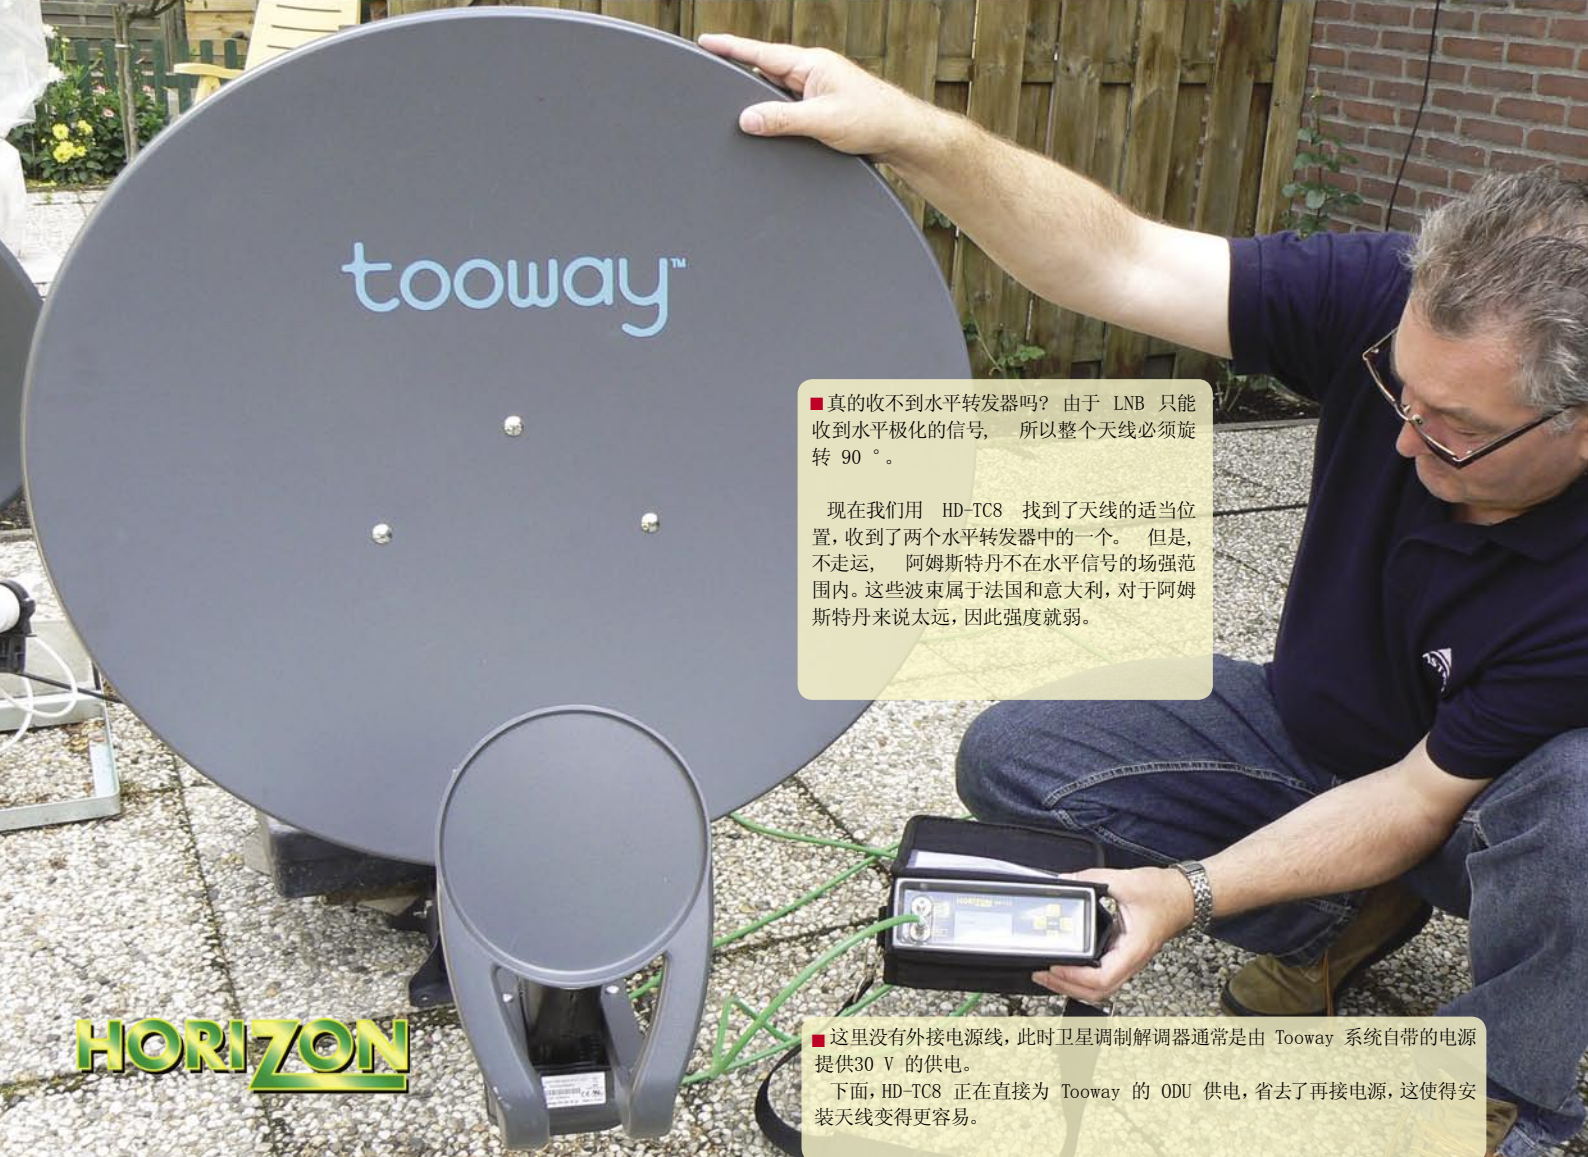 tooway™
■真的收不到水平转发器吗? 由于 LNB 只能
收到水平极化的信号, 所以整个天线必须旋
转 90 °。
现在我们用 HD-TC8 找到了天线的适当位
置,收到了两个水平转发器中的一个。 但是,
不走运, 阿姆斯特丹不在水平信号的场强范
围内。这些波束属于法国和意大利,对于阿姆
斯特丹来说太远,因此强度就弱。
HORIZON
HORIZON
■这里没有外接电源线,此时卫星调制解调器通常是由 Tooway 系统自带的电源
提供30 V 的供电。
下面,HD-TC8 正在直接为 Tooway 的 ODU 供电,省去了再接电源,这使得安
装天线变得更容易。